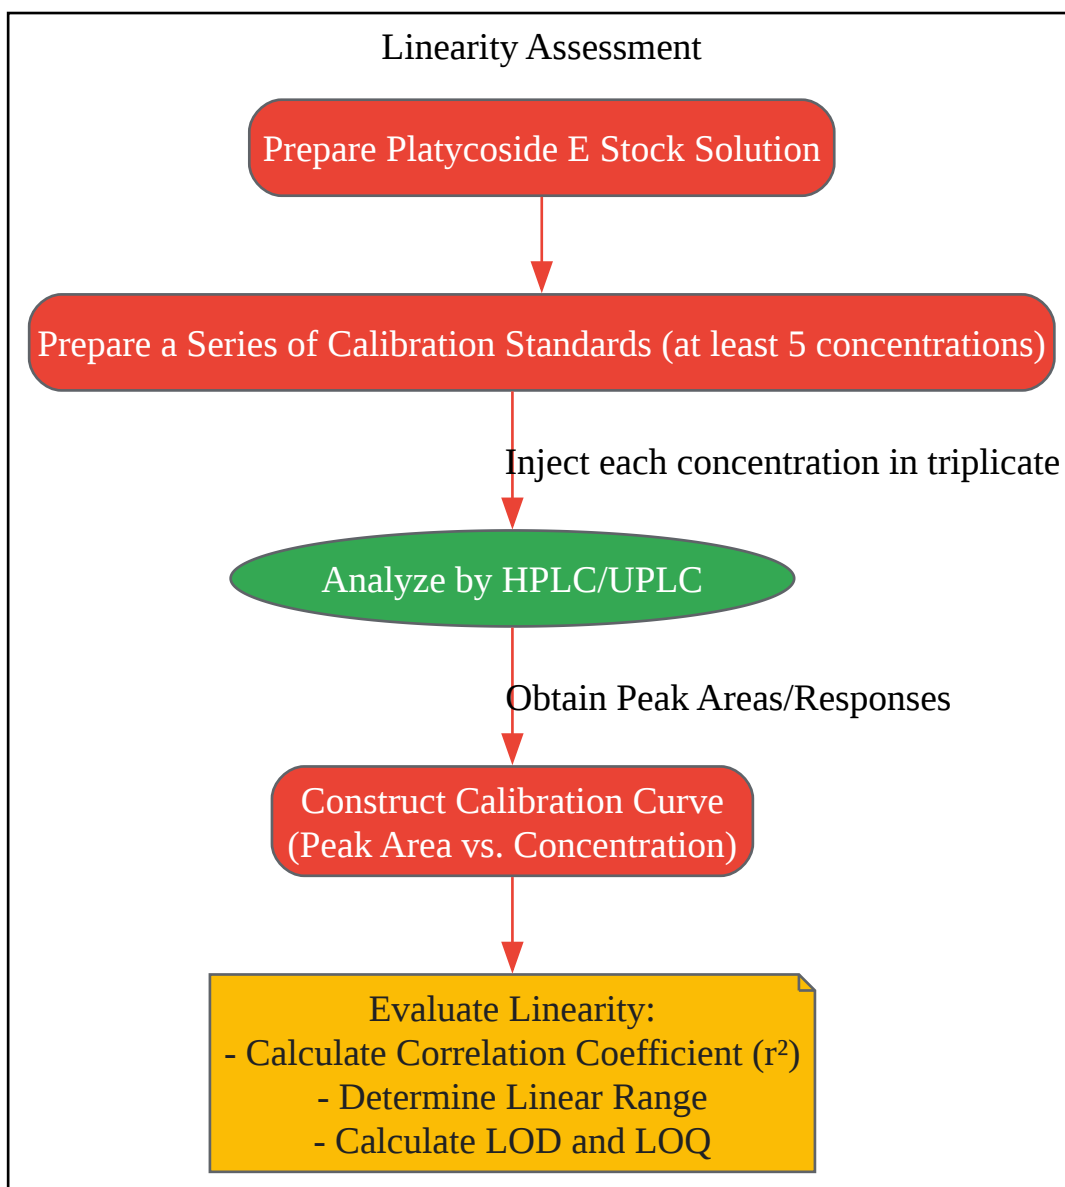 Linearity Assessment
Prepare Platycoside E Stock Solution
Prepare a Series of Calibration Standards (at least 5 concentrations)
Inject each concentration in triplicate
Analyze by HPLC/UPLC
Obtain Peak Areas/Responses
Construct Calibration Curve
(Peak Area vs. Concentration)
Evaluate Linearity:
- Calculate Correlation Coefficient (r²)
- Determine Linear Range
- Calculate LOD and LOQ